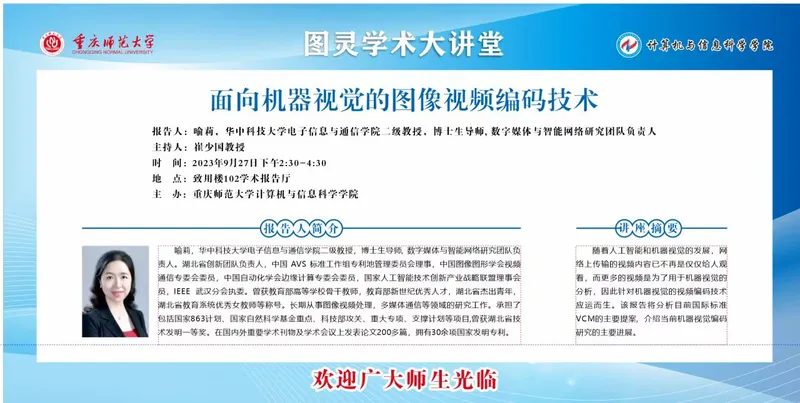 重庆师范大学
CHONGQING NORMAL UNIVERSITY
图灵学术大讲堂
计算机与信息科学学院
面向机器视觉的图像视频编码技术
报告人：喻莉，华中科技大学电子信息与通信学院二级教授，博士生导师, 数字媒体与智能网络研究团队负责人
主持人：崔少国教授
时 间：2023年9月27日下午2:30-4:30
地 点：致用楼102学术报告厅
主 办：重庆师范大学计算机与信息科学学院
报告人简介
喻莉，华中科技大学电子信息与通信学院二级教授，博士生导师, 数字媒体与智能网络研究团队负
责人。湖北省创新团队负责人，中国 AVS 标准工作组专利地管理委员会理事，中国图像图形学会视频
通信专委会委员，中国自动化学会边缘计算专委会委员，国家人工智能技术创新产业战略联盟理事会
员，IEEE 武汉分会执委。曾获教育部高等学校骨干教师，教育部新世纪优秀人才，湖北省杰出青年，
湖北省教育系统优秀女教师等称号。长期从事图像视频处理，多媒体通信等领域的研究工作。承担了
包括国家863计划、国家自然科学基金重点、科技部攻关、重大专项、支撑计划等项目,曾获湖北省技
术发明一等奖。在国内外重要学术刊物及学术会议上发表论文200多篇，拥有30余项国家发明专利。
讲座摘要
随着人工智能和机器视觉的发展，网
络上传输的视频内容已不再是仅仅给人观
看，而更多的视频是为了用于机器视觉的
分析，因此针对机器视觉的视频编码技术
应运而生。该报告将分析目前国际标准
VCM的主要提案，介绍当前机器视觉编码
研究的主要进展。
欢迎广大师生光临